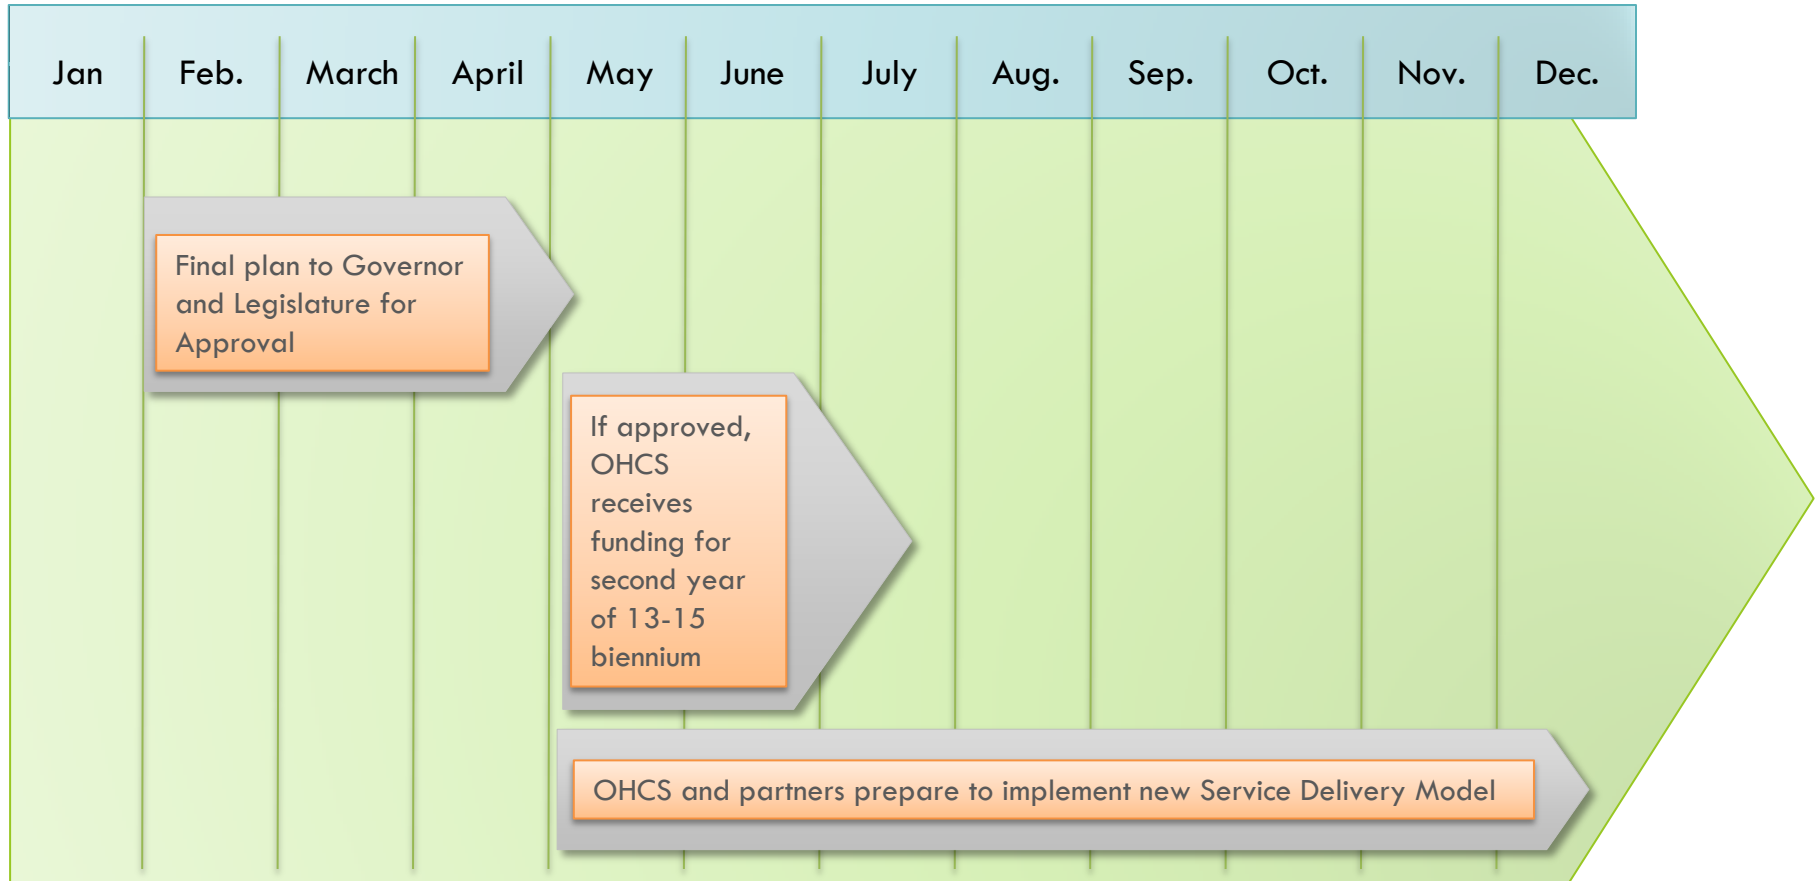 Jan Feb. March April May June July Aug. Sep. Oct. Nov. Dec.
Final plan to Governor
and Legislature for
Approval
If approved,
OHCS
receives
funding for
second year
of 13-15
biennium
OHCS and partners prepare to implement new Service Delivery Model